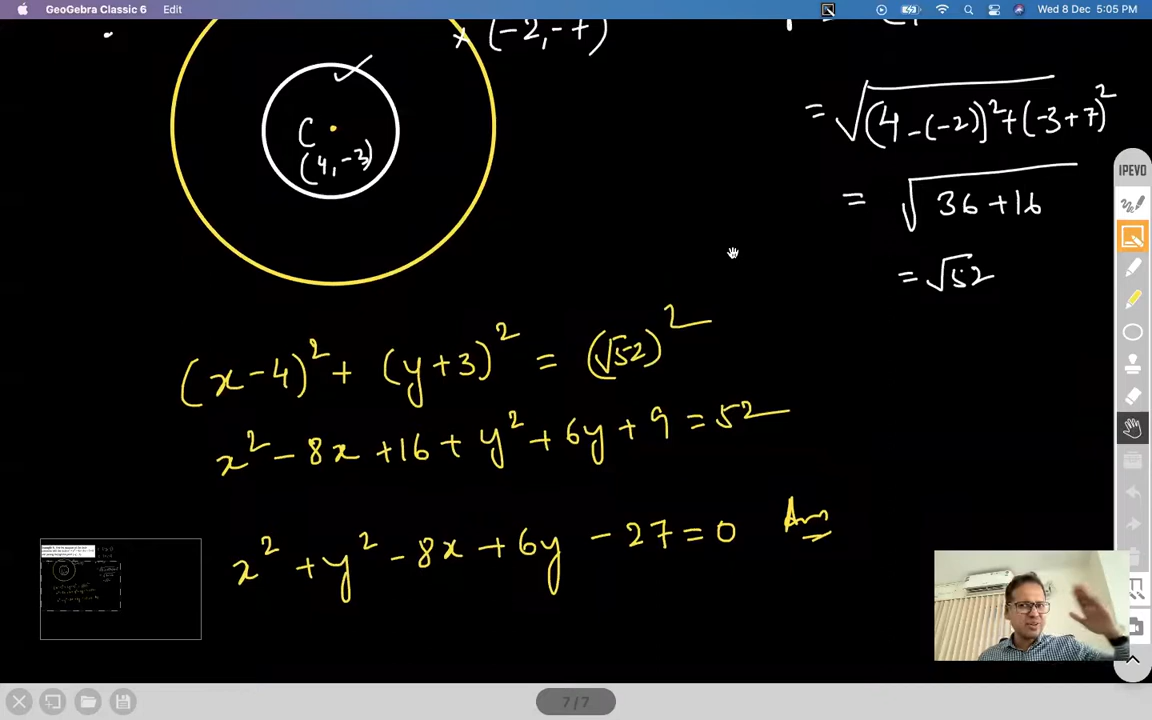 GeoGebra Classic 6 Edit Wed 8 Dec 5:05 PM
(-2,-7)
= √(4-(-2))²+(-3+7)²
IPEVO
C
(4,-3)
= √36+16
= √52
(x-4)²+ (y+3)² = (√52)²
x²-8x+16+y²+6y+9=52
x²+y²-8x+6y-27=0 Ans
7/7